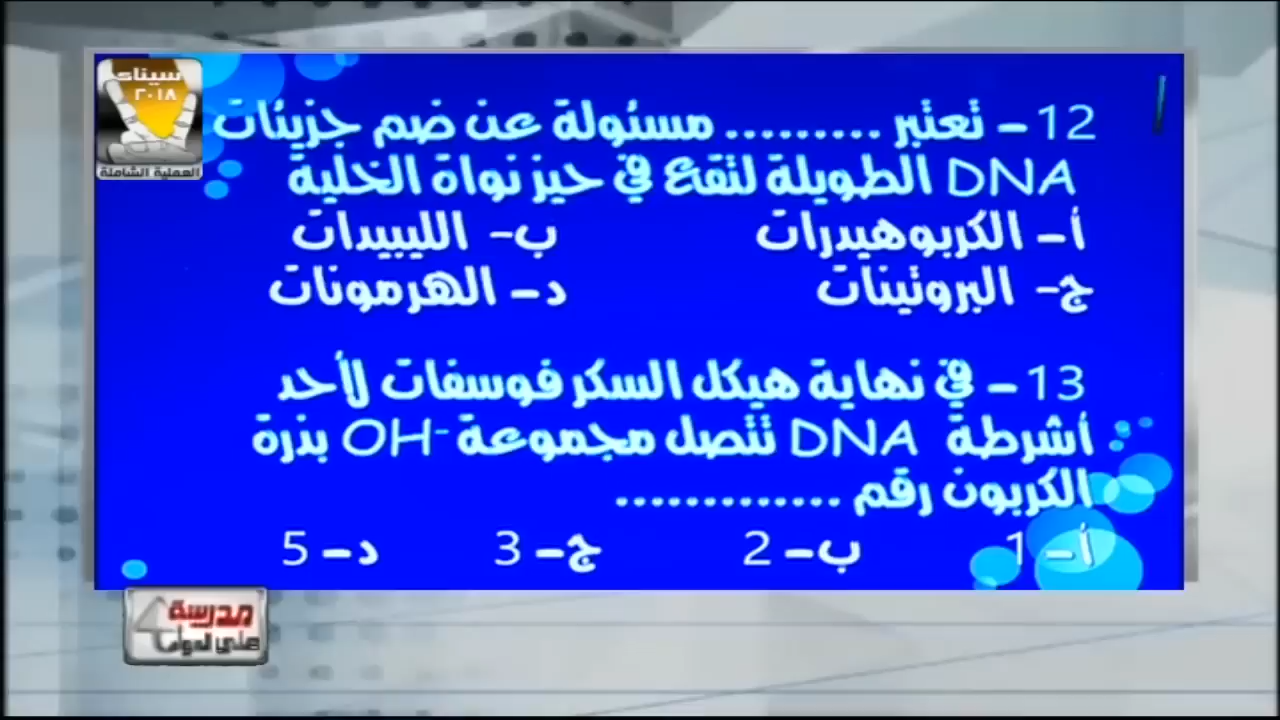 سيناء
٢٠١٨
العملية الشاملة
12 – تعتبر ......... مسئولة عن ضم جزيئات
DNA الطويلة لتقع في حيز نواة الخلية
أ – الكربوهيدرات ب – الليبيدات
ج – البروتينات د – الهرمونات
13 – في نهاية هيكل السكر فوسفات لأحد
أشرطة DNA تتصل مجموعة OH⁻ بذرة
الكربون رقم .............
أ – 1 ب – 2 ج – 3 د – 5
مدرسة
على الهواء